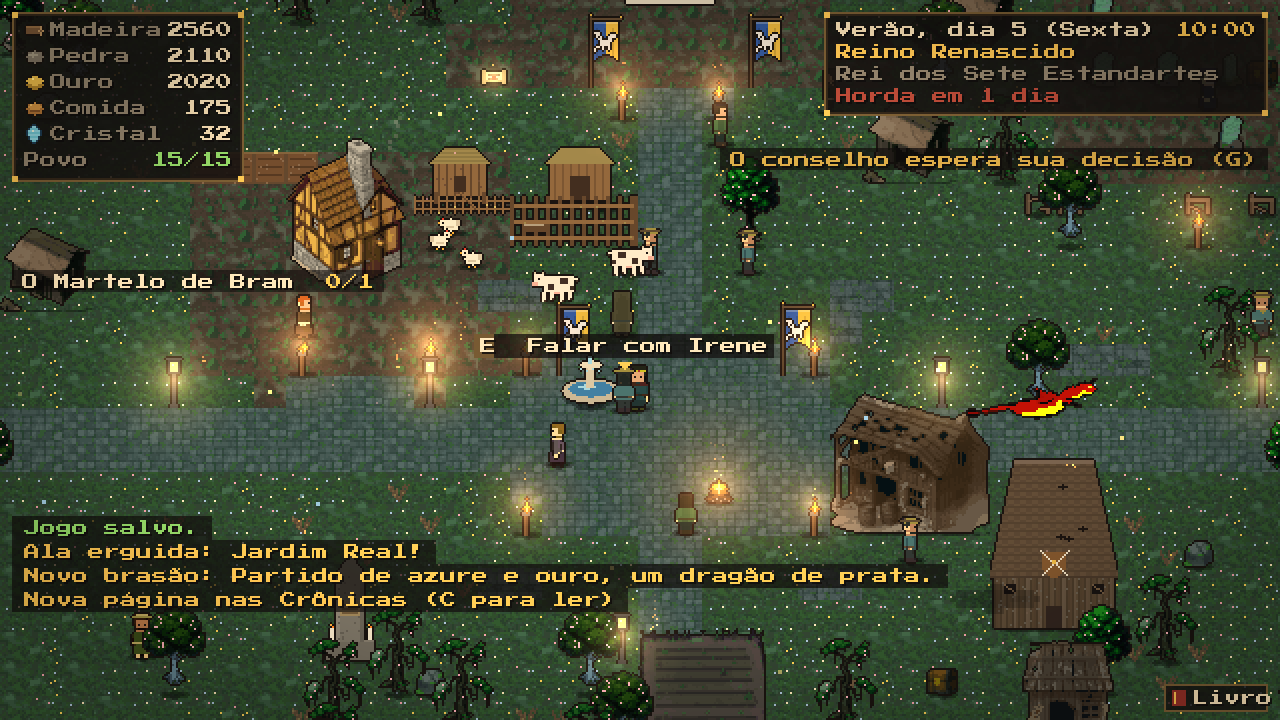 Madeira 2560
Pedra 2110
Ouro 2020
Comida 175
Cristal 32
Povo 15/15
Verão, dia 5 (Sexta) 10:00
Reino Renascido
Rei dos Sete Estandartes
Horda em 1 dia
O conselho espera sua decisão (G)
O Martelo de Bram 0/1
E Falar com Irene
Jogo salvo.
Ala erguida: Jardim Real!
Novo brasão: Partido de azure e ouro, um dragão de prata.
Nova página nas Crônicas (C para ler)
Livro